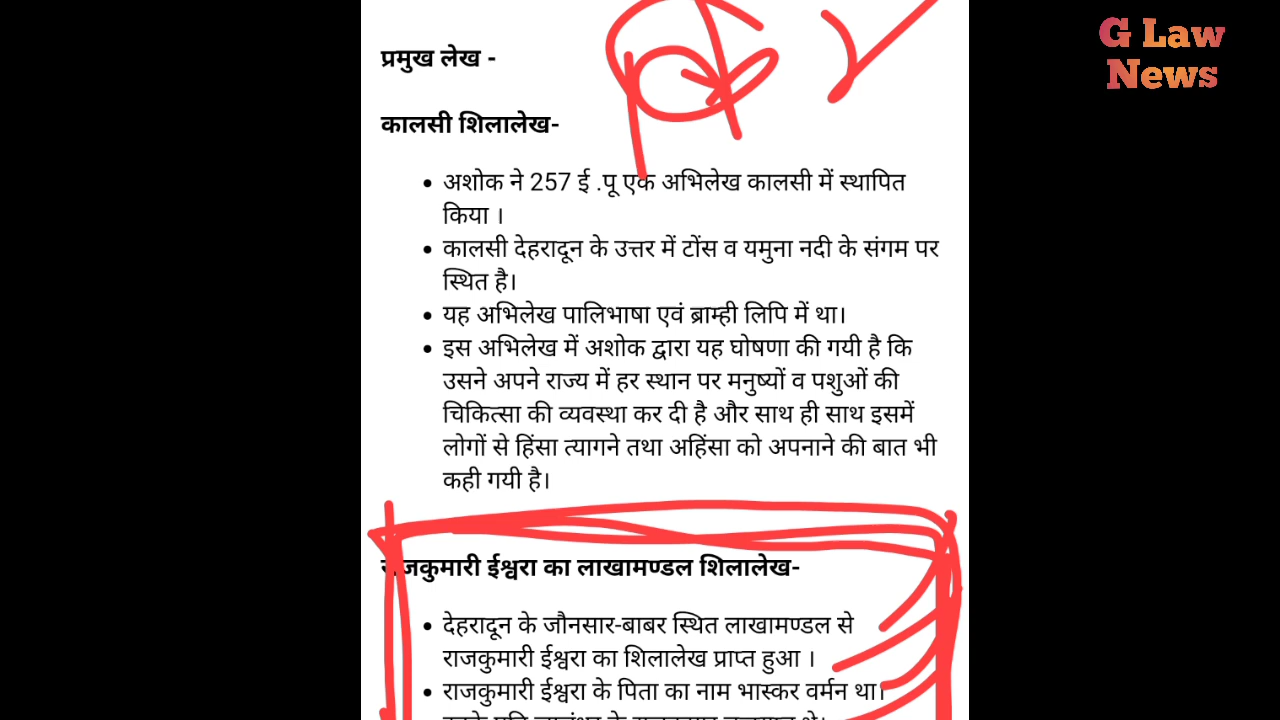 G Law
News
प्रमुख लेख -
कालसी शिलालेख-
अशोक ने 257 ई .पू एक अभिलेख कालसी में स्थापित
किया ।
कालसी देहरादून के उत्तर में टोंस व यमुना नदी के संगम पर
स्थित है।
यह अभिलेख पालिभाषा एवं ब्राम्ही लिपि में था।
इस अभिलेख में अशोक द्वारा यह घोषणा की गयी है कि
उसने अपने राज्य में हर स्थान पर मनुष्यों व पशुओं की
चिकित्सा की व्यवस्था कर दी है और साथ ही साथ इसमें
लोगों से हिंसा त्यागने तथा अहिंसा को अपनाने की बात भी
कही गयी है।
राजकुमारी ईश्वरा का लाखामण्डल शिलालेख-
देहरादून के जौनसार-बाबर स्थित लाखामण्डल से
राजकुमारी ईश्वरा का शिलालेख प्राप्त हुआ ।
राजकुमारी ईश्वरा के पिता का नाम भास्कर वर्मन था।